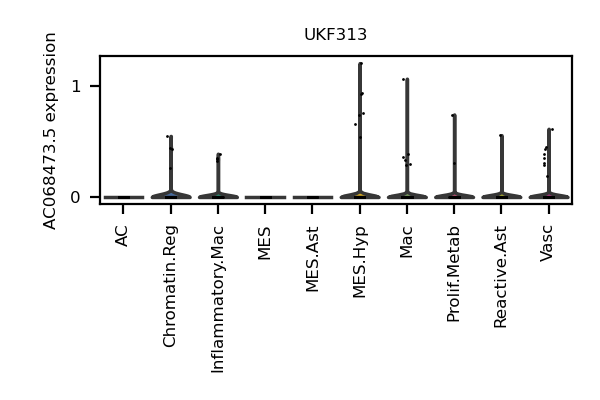 UKF313
AC068473.5 expression
1
0
AC
Chromatin.Reg
Inflammatory.Mac
MES
MES.Ast
MES.Hyp
Mac
Prolif.Metab
Reactive.Ast
Vasc